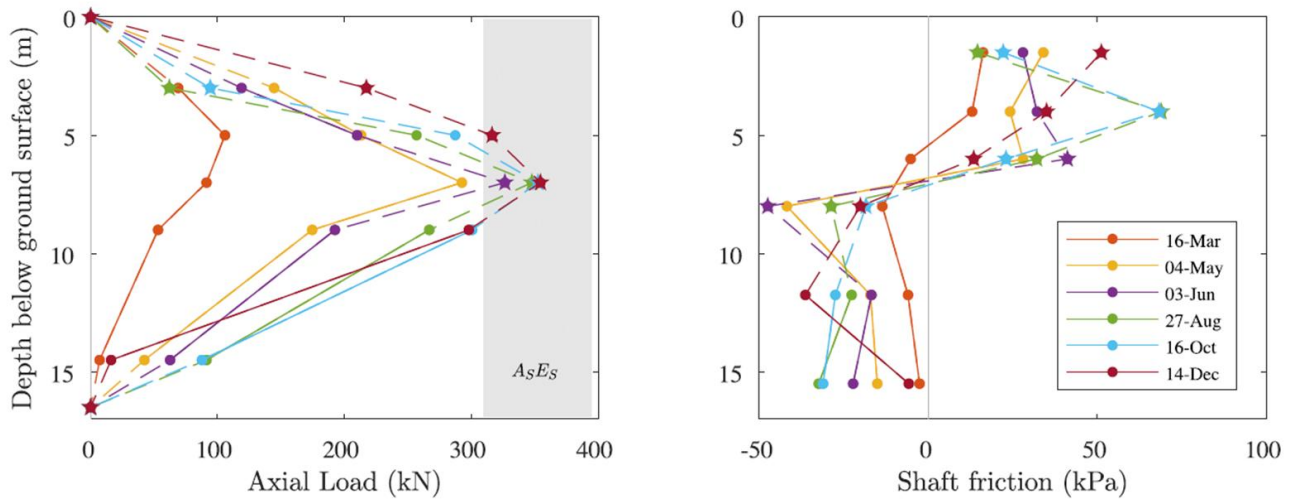 Depth below ground surface (m)
0
5
10
15
0
100
200
300
400
Axial Load (kN)
A_SE_S
0
5
10
15
-50
0
50
100
Shaft friction (kPa)
16-Mar
04-May
03-Jun
27-Aug
16-Oct
14-Dec